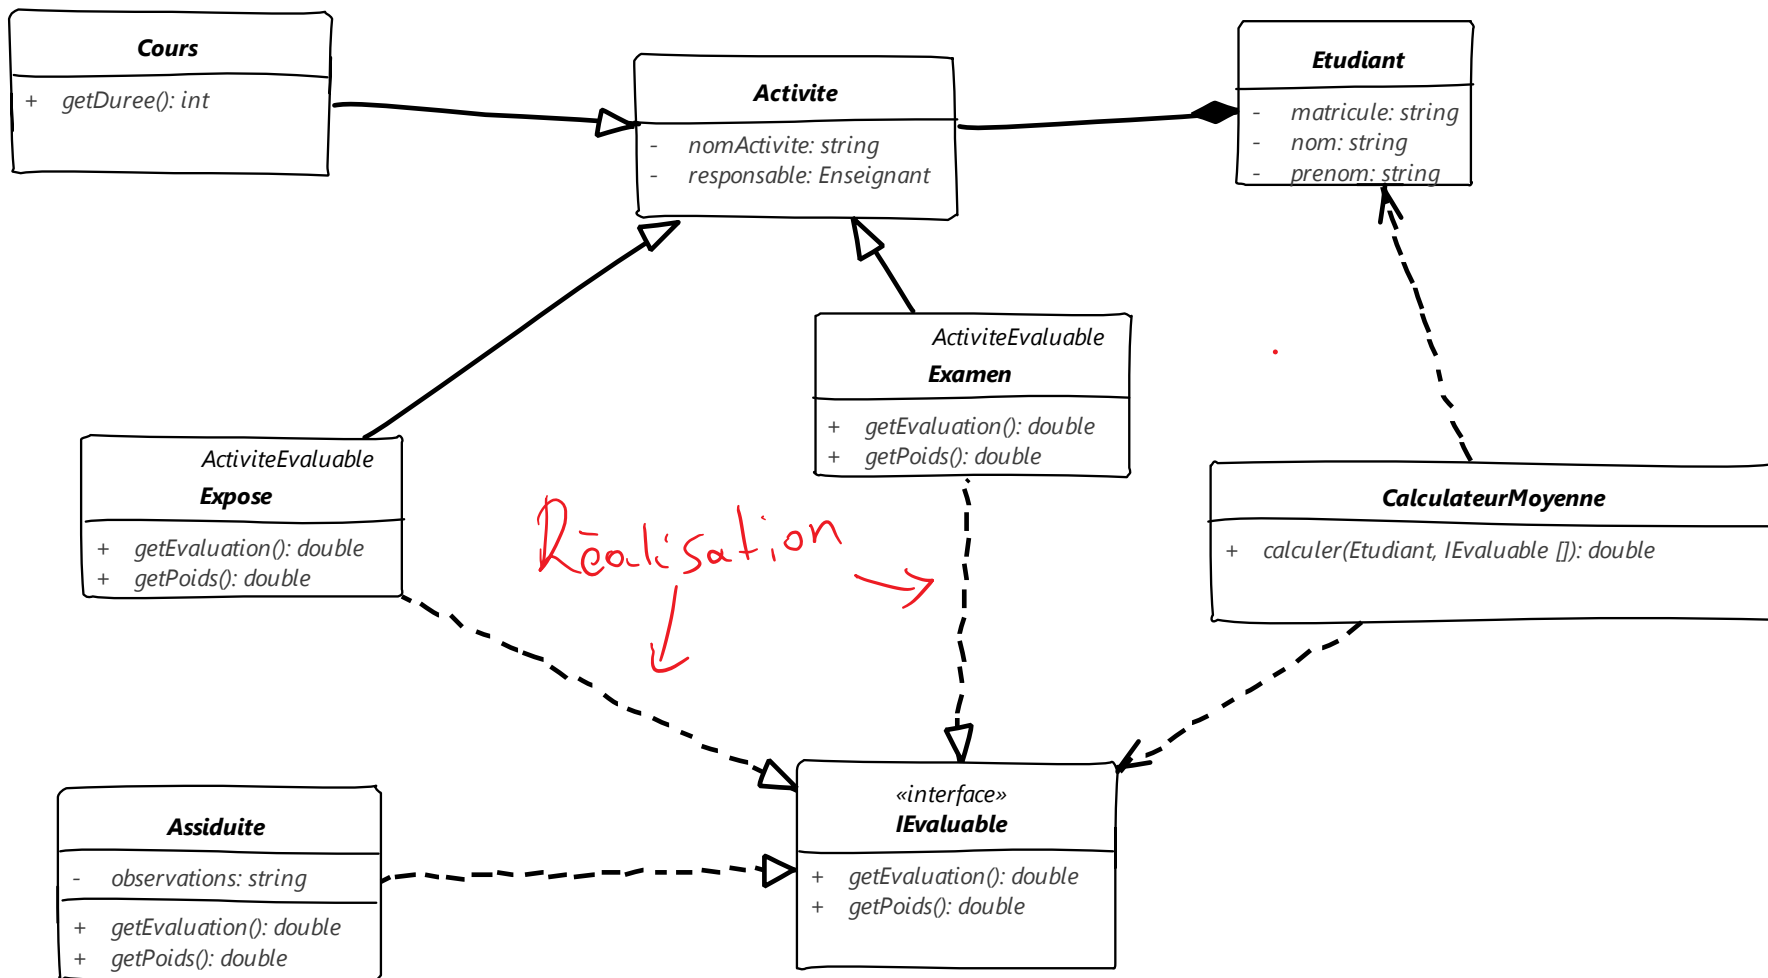 Cours
+ getDuree(): int
Activite
- nomActivite: string
- responsable: Enseignant
Etudiant
- matricule: string
- nom: string
- prenom: string
ActiviteEvaluable
Examen
+ getEvaluation(): double
+ getPoids(): double
ActiviteEvaluable
Expose
+ getEvaluation(): double
+ getPoids(): double
Réalisation
CalculateurMoyenne
+ calculer(Etudiant, IEvaluable []): double
Assiduite
- observations: string
+ getEvaluation(): double
+ getPoids(): double
«interface»
IEvaluable
+ getEvaluation(): double
+ getPoids(): double